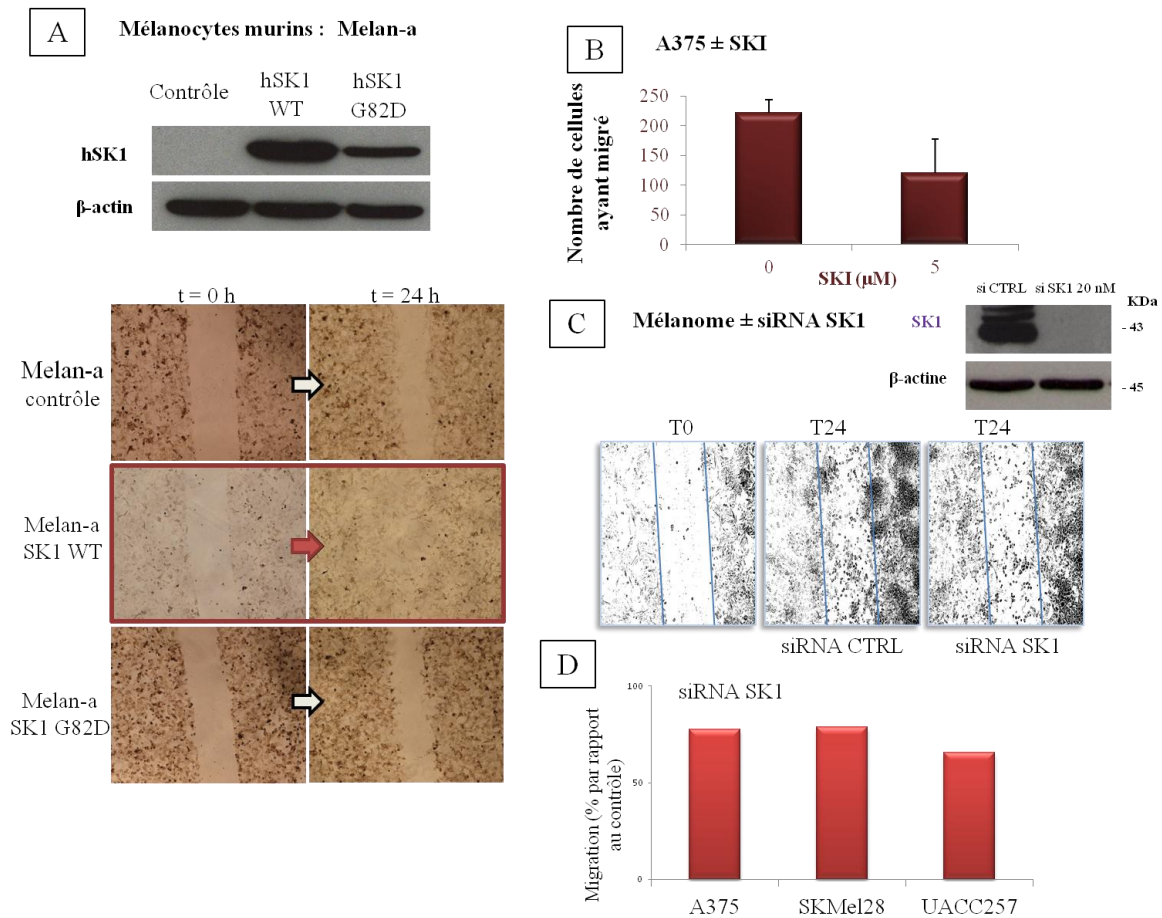 A
Mélanocytes murins : Melan-a
Contrôle
hSK1
WT
hSK1
G82D
hSK1
β-actin
t = 0 h
t = 24 h
Melan-a
contrôle
Melan-a
SK1 WT
Melan-a
SK1 G82D
B
A375 ± SKI
Nombre de cellules
ayant migré
250
200
150
100
50
0
0
5
SKI (µM)
C
Mélanome ± siRNA SK1
si CTRL
si SK1 20 nM
KDa
SK1
- 43
β-actine
- 45
T0
T24
T24
siRNA CTRL
siRNA SK1
D
siRNA SK1
Migration (% par rapport
au contrôle)
100
50
0
A375
SKMel28
UACC257